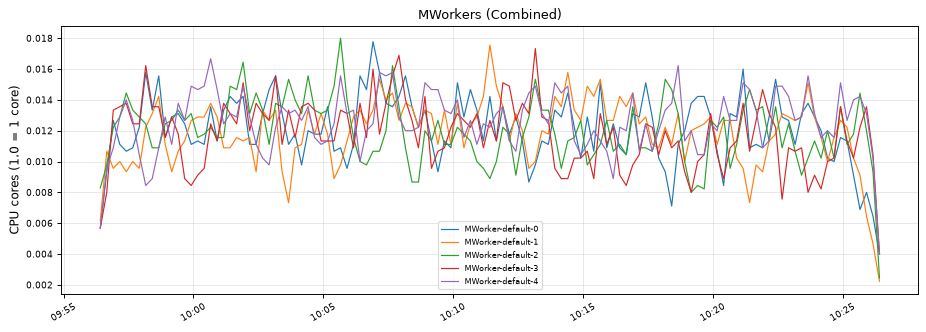 MWorkers (Combined)
CPU cores (1.0 = 1 core)
0.018
0.016
0.014
0.012
0.010
0.008
0.006
0.004
0.002
MWorker-default-0
MWorker-default-1
MWorker-default-2
MWorker-default-3
MWorker-default-4
09:55
10:00
10:05
10:10
10:15
10:20
10:25